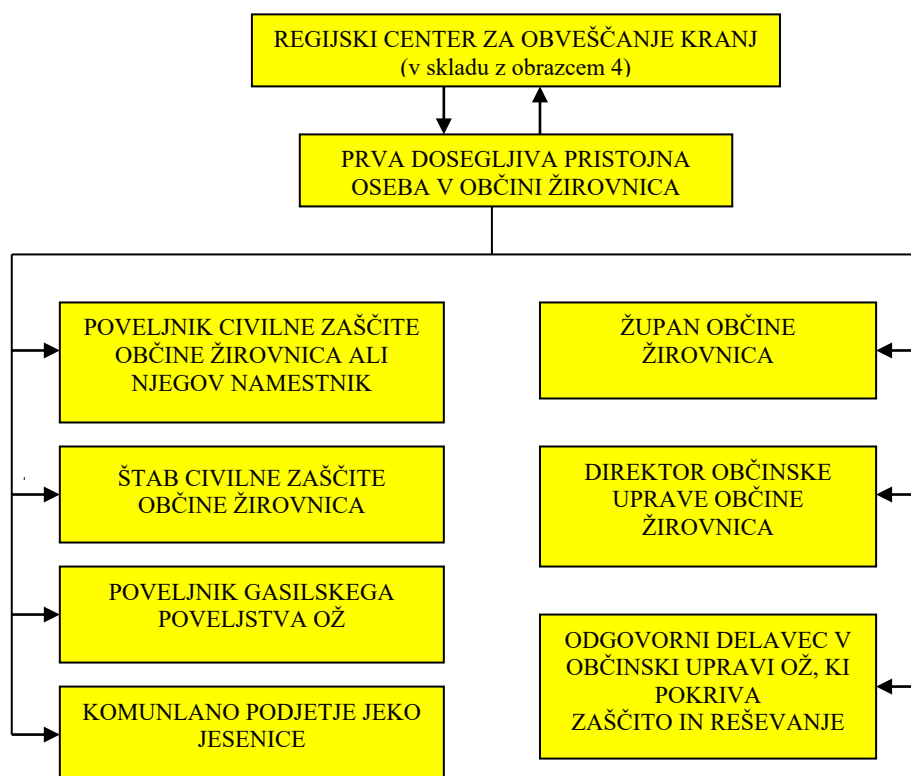 REGIJSKI CENTER ZA OBVEŠČANJE KRANJ
(v skladu z obrazcem 4)
PRVA DOSEGLJIVA PRISTOJNA
OSEBA V OBČINI ŽIROVNICA
POVELJNIK CIVILNE ZAŠČITE
OBČINE ŽIROVNICA ALI
NJEGOV NAMESTNIK
ŠTAB CIVILNE ZAŠČITE
OBČINE ŽIROVNICA
POVELJNIK GASILSKEGA
POVELJSTVA OŽ
KOMUNLANO PODJETJE JEKO
JESENICE
ŽUPAN OBČINE
ŽIROVNICA
DIREKTOR OBČINSKE
UPRAVE OBČINE
ŽIROVNICA
ODGOVORNI DELAVEC V
OBČINSKI UPRAVI OŽ, KI
POKRIVA
ZAŠČITO IN REŠEVANJE